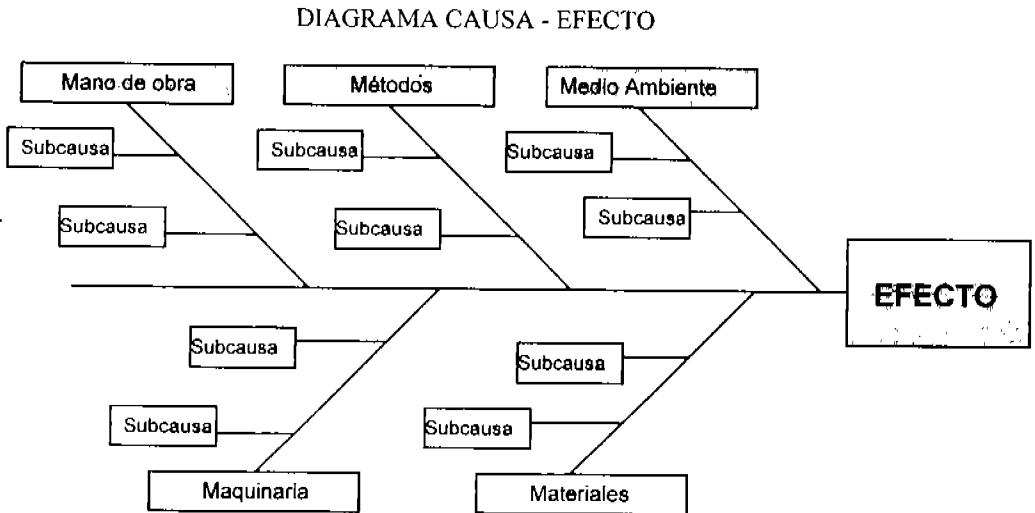 DIAGRAMA CAUSA - EFECTO
Mano de obra
Métodos
Medio Ambiente
Subcausa
Subcausa
Subcausa
Subcausa
Subcausa
Subcausa
EFECTO
Subcausa
Subcausa
Subcausa
Subcausa
Maquinaria
Materiales